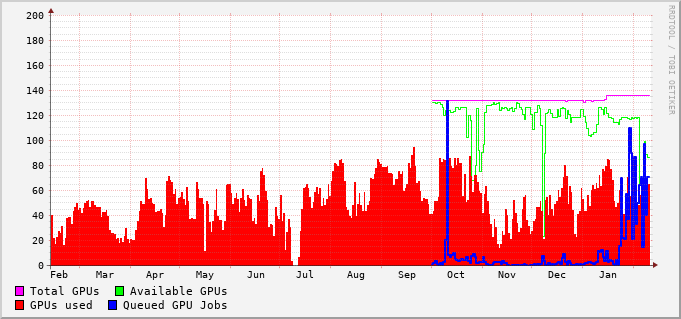 200
180
160
140
120
100
80
60
40
20
0
Feb Mar Apr May Jun Jul Aug Sep Oct Nov Dec Jan
Total GPUs Available GPUs
GPUs used Queued GPU Jobs
RRDTOOL / TOBI OETIKER